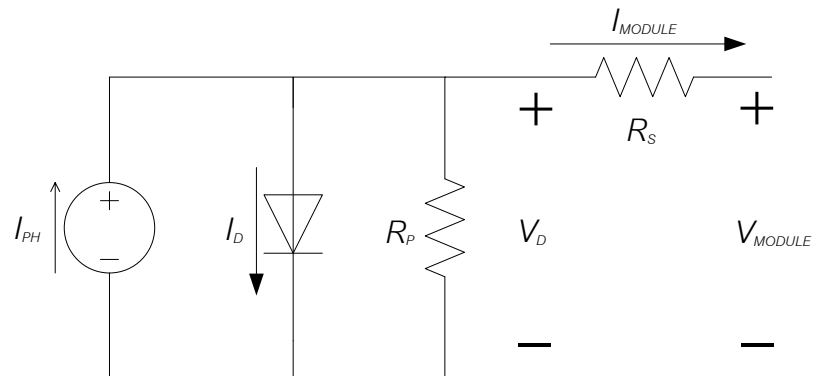 I_MODULE
+ +
R_S
+
I_PH
I_D
R_P
V_D
V_MODULE
−
− −